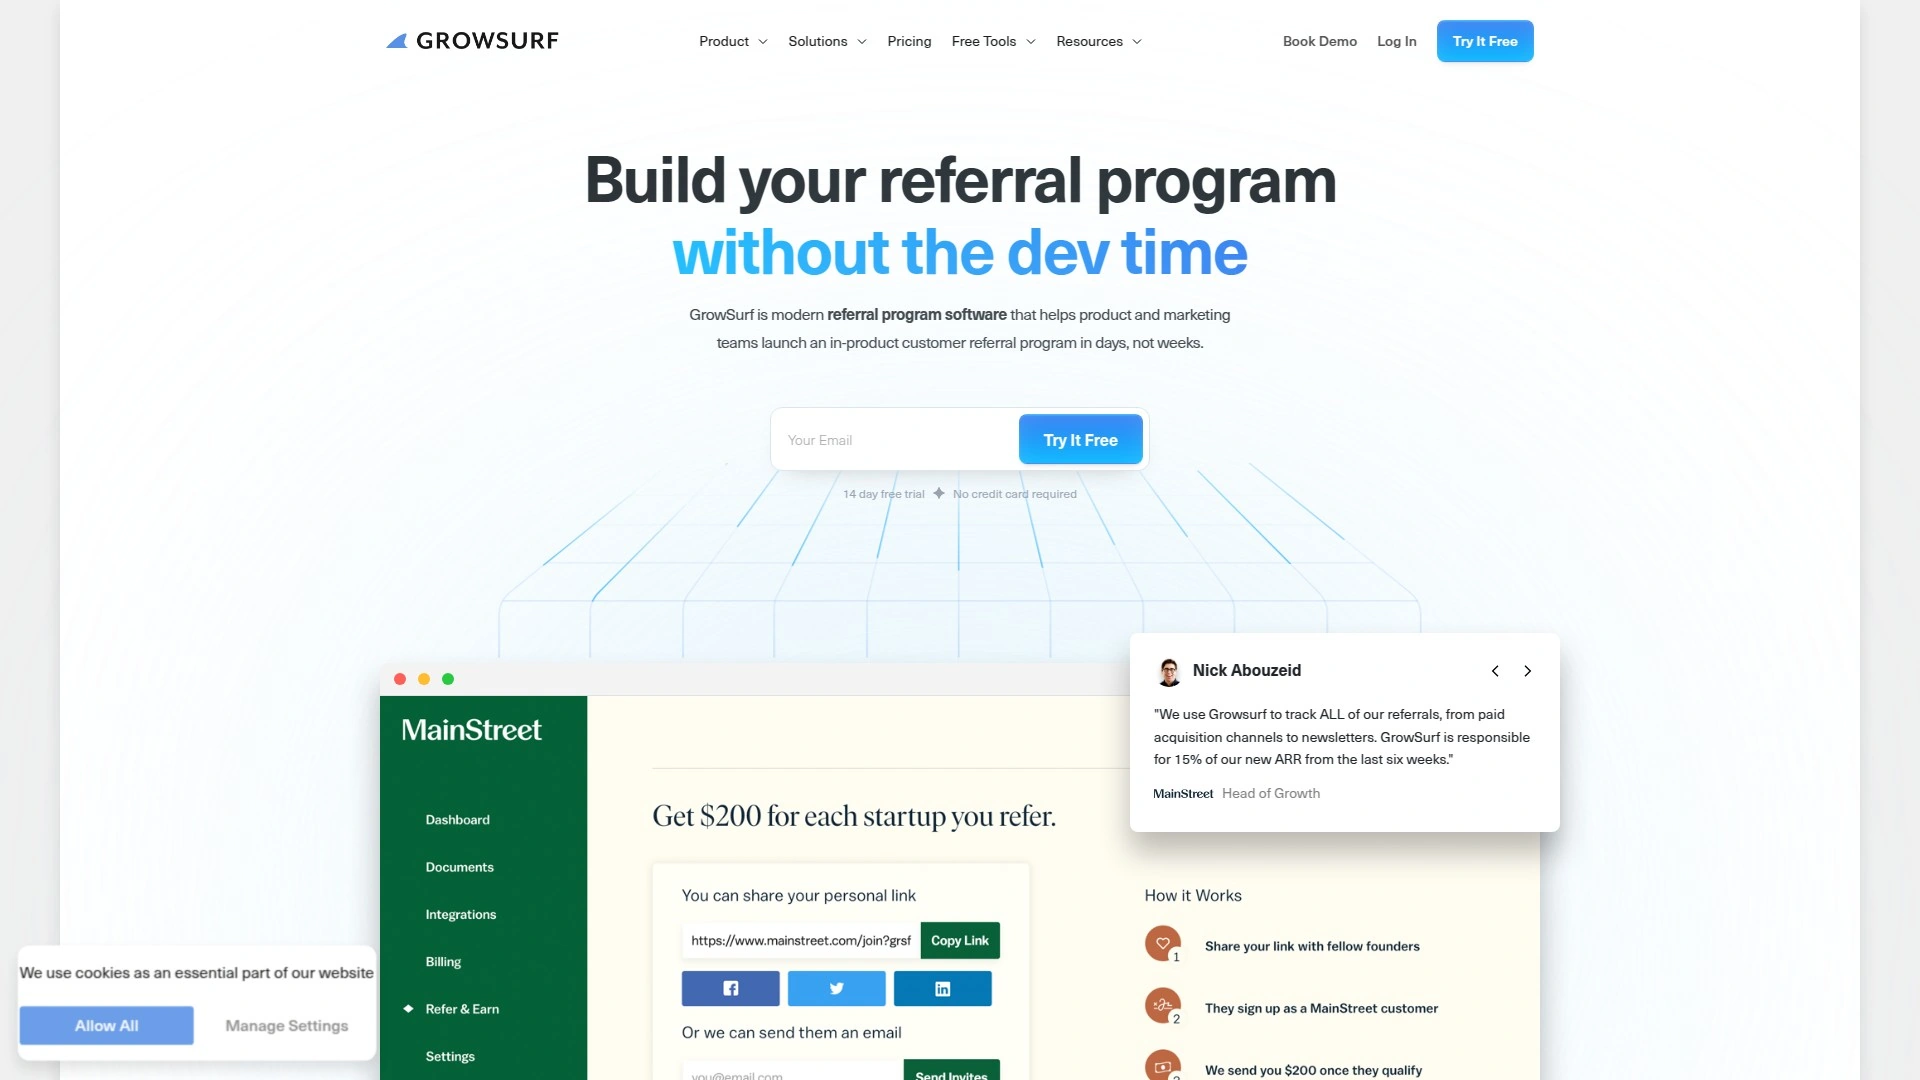 GROWSURF
Product
Solutions
Pricing
Free Tools
Resources
Book Demo
Log In
Try It Free
Build your referral program
without the dev time
GrowSurf is modern referral program software that helps product and marketing
teams launch an in-product customer referral program in days, not weeks.
Your Email
Try It Free
14 day free trial
No credit card required
Nick Abouzeid
"We use Growsurf to track ALL of our referrals, from paid
acquisition channels to newsletters. GrowSurf is responsible
for 15% of our new ARR from the last six weeks."
MainStreet Head of Growth
MainStreet
Dashboard
Documents
Integrations
Billing
Refer & Earn
Settings
Get $200 for each startup you refer.
You can share your personal link
https://www.mainstreet.com/join?grsf
Copy Link
Or we can send them an email
you@email.com
Send Invites
How it Works
1
Share your link with fellow founders
2
They sign up as a MainStreet customer
We send you $200 once they qualify
We use cookies as an essential part of our website
Allow All
Manage Settings